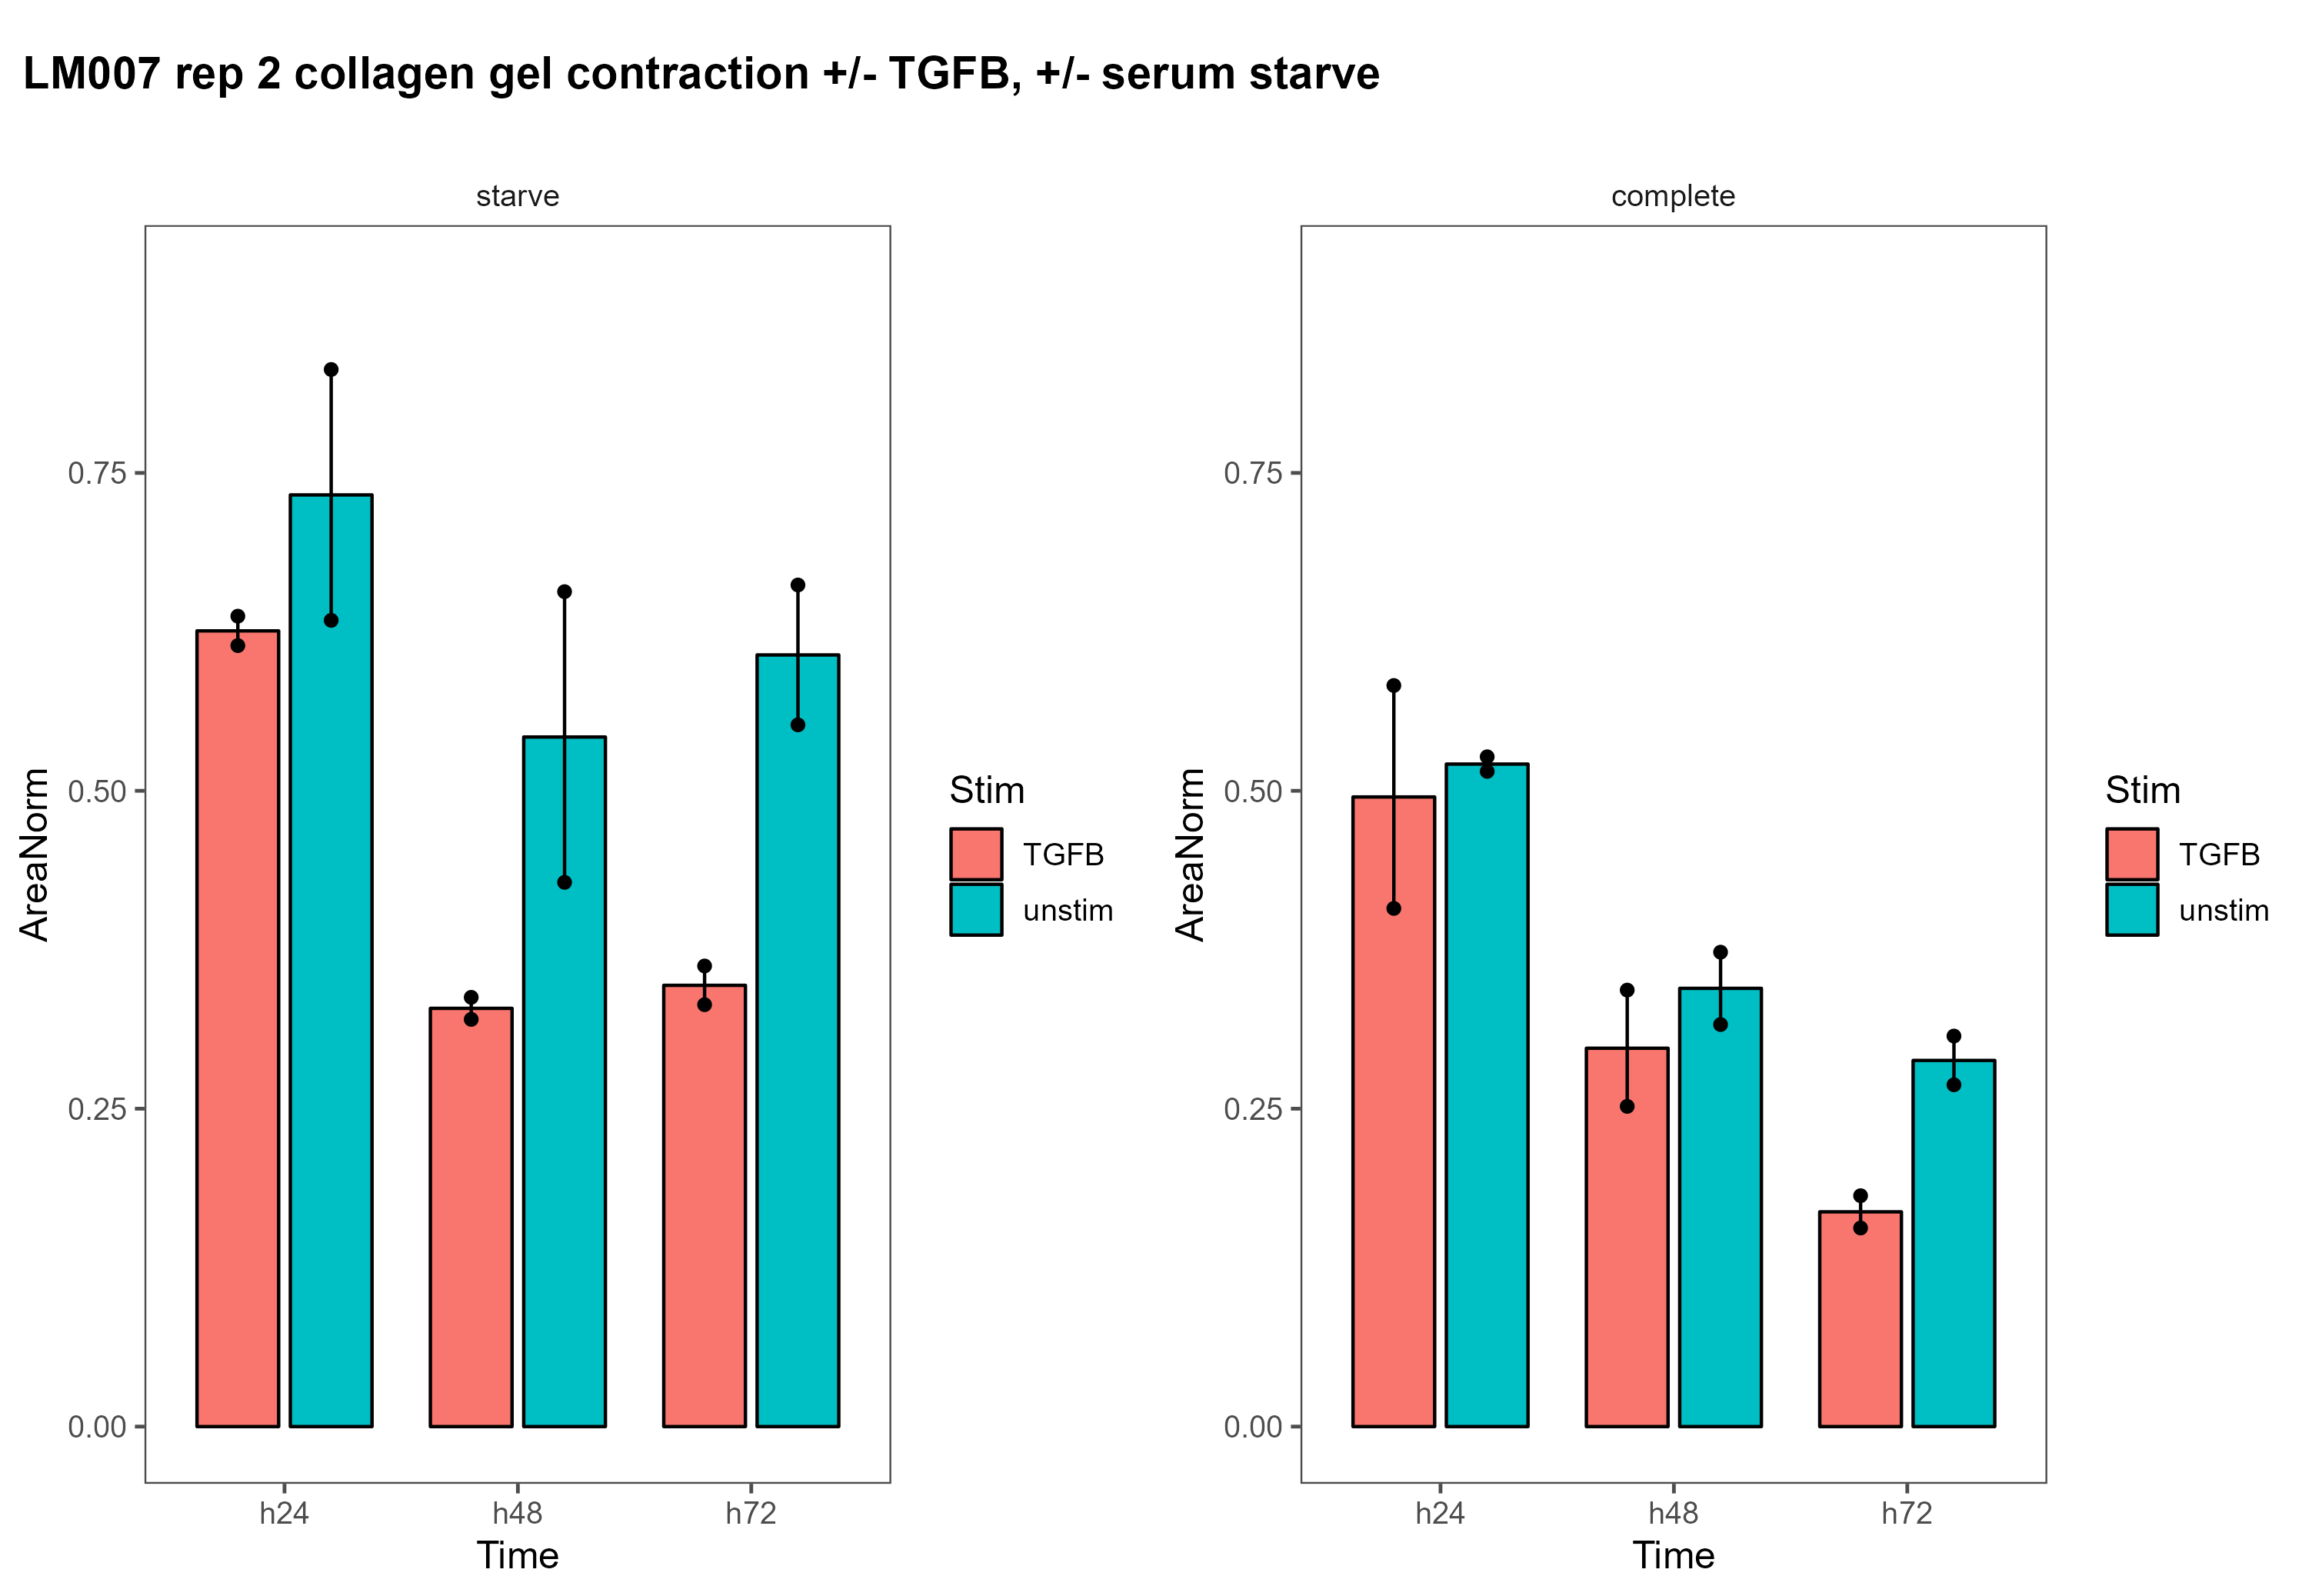 LM007 rep 2 collagen gel contraction +/- TGFB, +/- serum starve
starve
AreaNorm
0.75
0.50
0.25
0.00
h24 h48 h72
Time
Stim
TGFB
unstim
complete
AreaNorm
0.75
0.50
0.25
0.00
h24 h48 h72
Time
Stim
TGFB
unstim